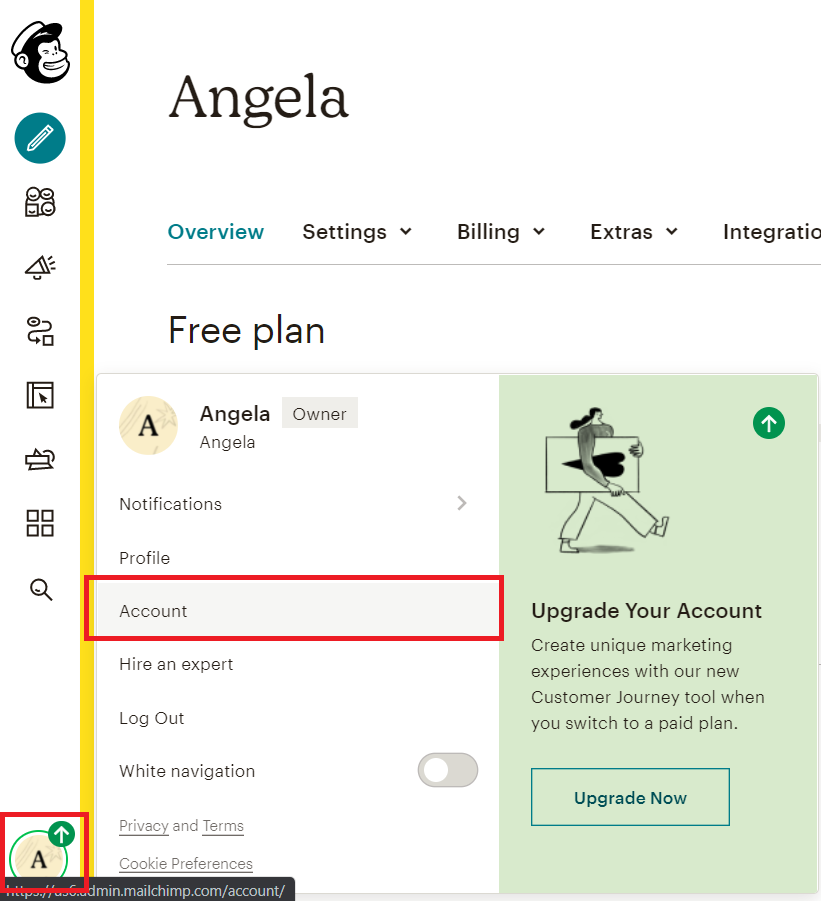 Angela
Overview Settings Billing Extras Integratio
Free plan
A Angela Owner
Angela
Notifications
Profile
Account
Hire an expert
Log Out
White navigation
Privacy and Terms
Cookie Preferences
Upgrade Your Account
Create unique marketing
experiences with our new
Customer Journey tool when
you switch to a paid plan.
Upgrade Now
A
https://us6.admin.mailchimp.com/account/